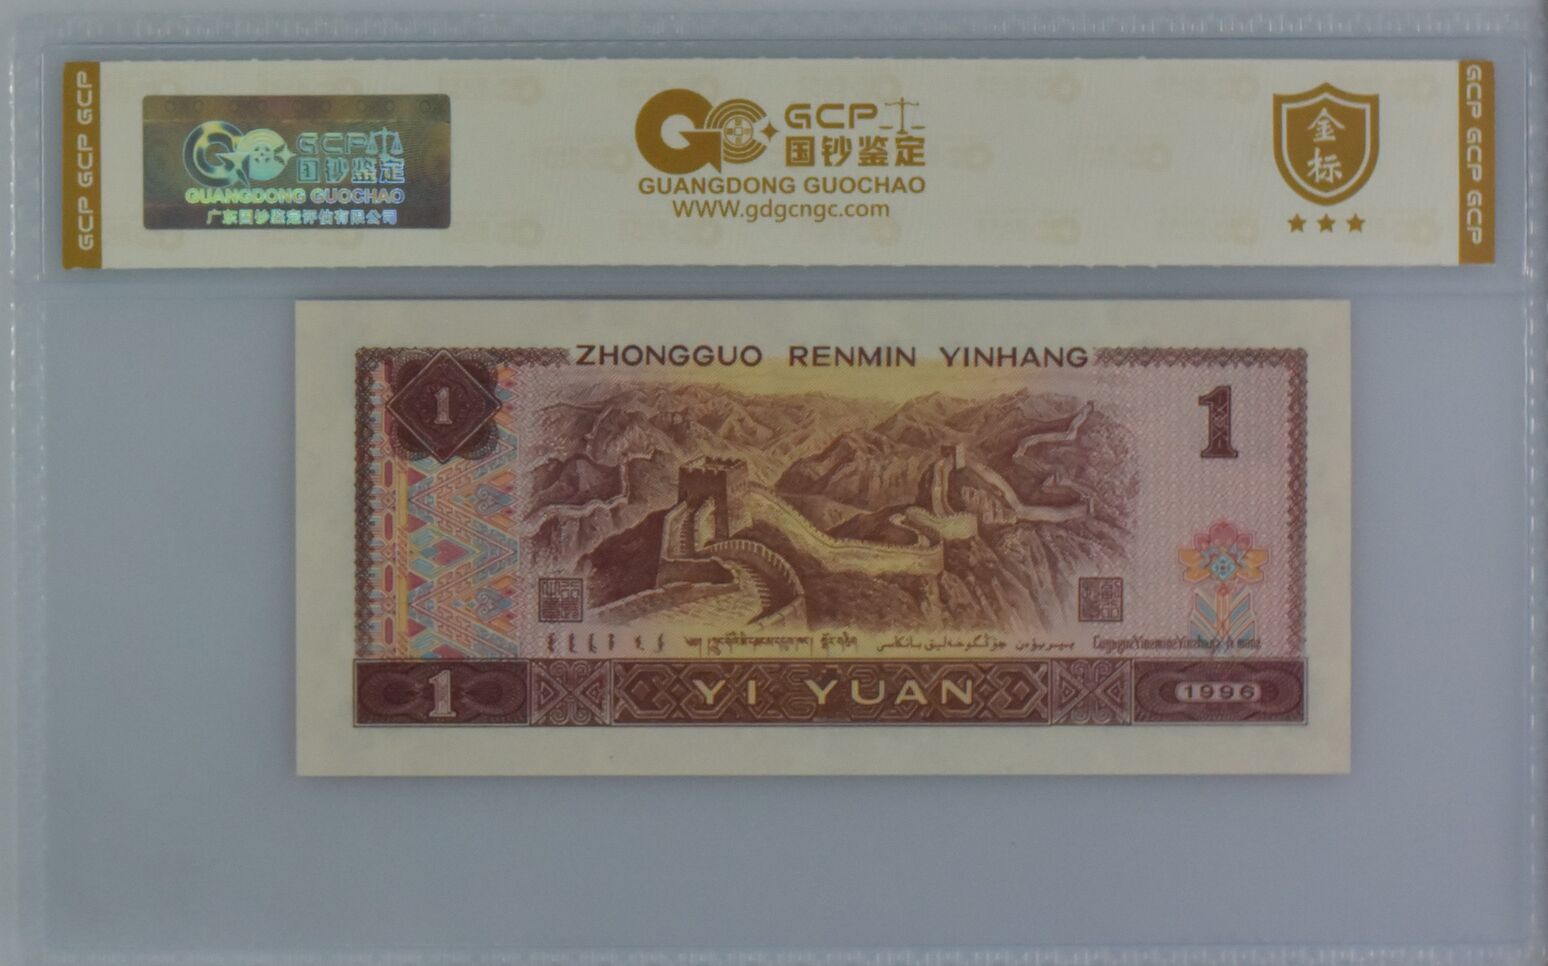 GCP GCP GCP
GCP
国钞鉴定
GUANGDONG GUOCHAO
广东国钞鉴定评估有限公司
GCP
国钞鉴定
GUANGDONG GUOCHAO
WWW.gdgcngc.com
金
标
GCP GCP GCP
ZHONGGUO RENMIN YINHANG
1
1
1
YI YUAN
1996